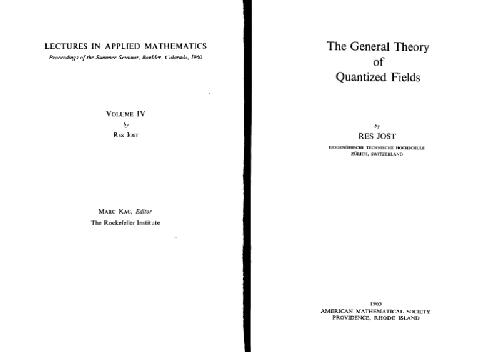 LECTURES IN APPLIED MATHEMATICS
Proceedings of the Summer Seminar, Boulder, Colorado, 1960
VOLUME IV
by
RES JOST
MARK KAC, Editor
The Rockefeller Institute
The General Theory
of
Quantized Fields
by
RES JOST
EIDGENÖSSISCHE TECHNISCHE HOCHSCHULE
ZÜRICH, SWITZERLAND
1965
AMERICAN MATHEMATICAL SOCIETY
PROVIDENCE, RHODE ISLAND